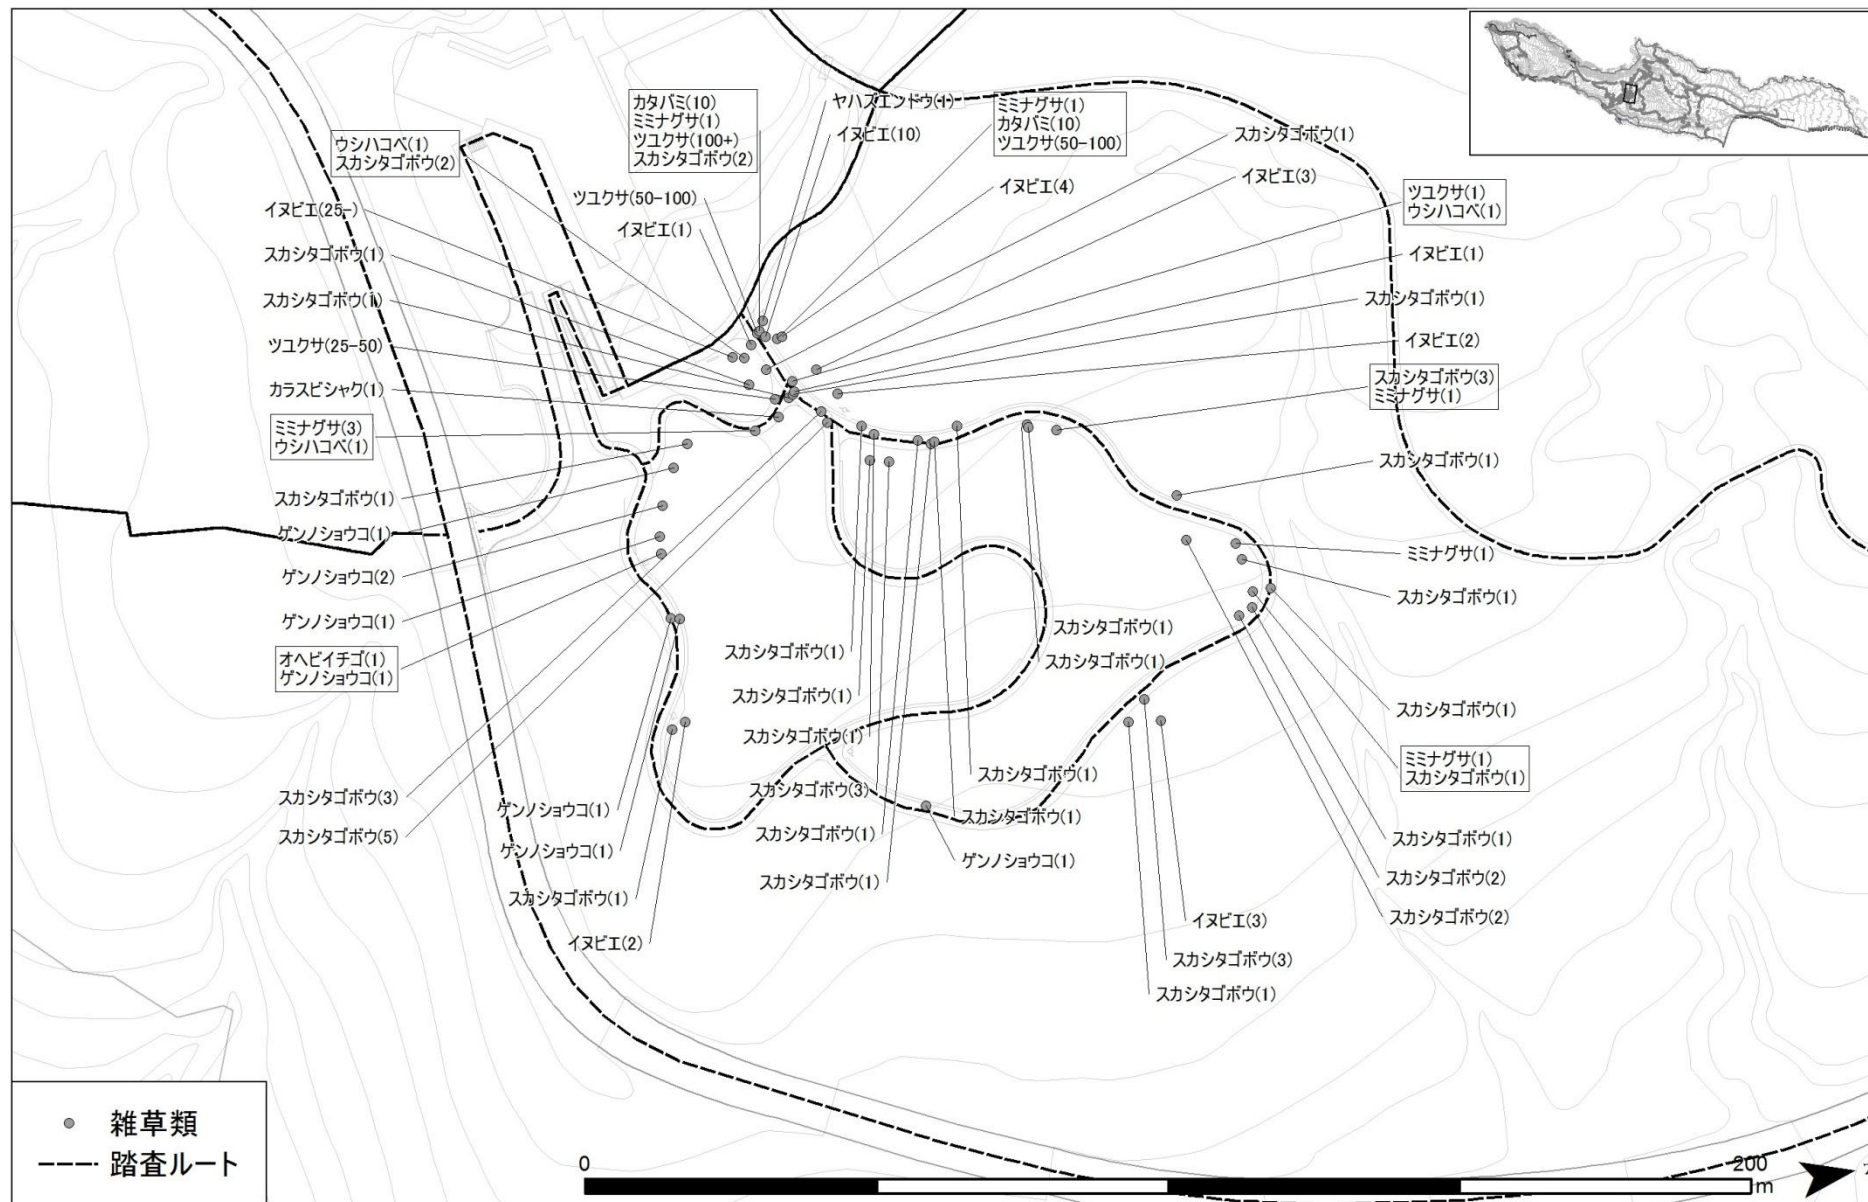 カタバミ(10)
ミミナグサ(1)
ツユクサ(100+)
スカシタゴボウ(2)
ヤハズエンドウ(1)
イヌビエ(10)
ミミナグサ(1)
カタバミ(10)
ツユクサ(50-100)
スカシタゴボウ(1)
イヌビエ(4)
イヌビエ(3)
ウシハコベ(1)
スカシタゴボウ(2)
ツユクサ(50-100)
イヌビエ(1)
ツユクサ(1)
ウシハコベ(1)
イヌビエ(25-)
スカシタゴボウ(1)
スカシタゴボウ(1)
ツユクサ(25-50)
カラスビシャク(1)
ミミナグサ(3)
ウシハコベ(1)
イヌビエ(1)
スカシタゴボウ(1)
イヌビエ(2)
スカシタゴボウ(3)
ミミナグサ(1)
スカシタゴボウ(1)
スカシタゴボウ(1)
ゲンノショウコ(1)
ゲンノショウコ(2)
ゲンノショウコ(1)
オヘビイチゴ(1)
ゲンノショウコ(1)
ミミナグサ(1)
スカシタゴボウ(1)
スカシタゴボウ(1)
スカシタゴボウ(1)
スカシタゴボウ(1)
スカシタゴボウ(1)
スカシタゴボウ(1)
スカシタゴボウ(1)
スカシタゴボウ(3)
スカシタゴボウ(1)
スカシタゴボウ(1)
スカシタゴボウ(1)
スカシタゴボウ(1)
ゲンノショウコ(1)
スカシタゴボウ(1)
ミミナグサ(1)
スカシタゴボウ(1)
スカシタゴボウ(1)
スカシタゴボウ(2)
スカシタゴボウ(2)
スカシタゴボウ(3)
スカシタゴボウ(5)
ゲンノショウコ(1)
ゲンノショウコ(1)
スカシタゴボウ(1)
イヌビエ(2)
イヌビエ(3)
スカシタゴボウ(3)
スカシタゴボウ(1)
雑草類
踏査ルート
0
200
m